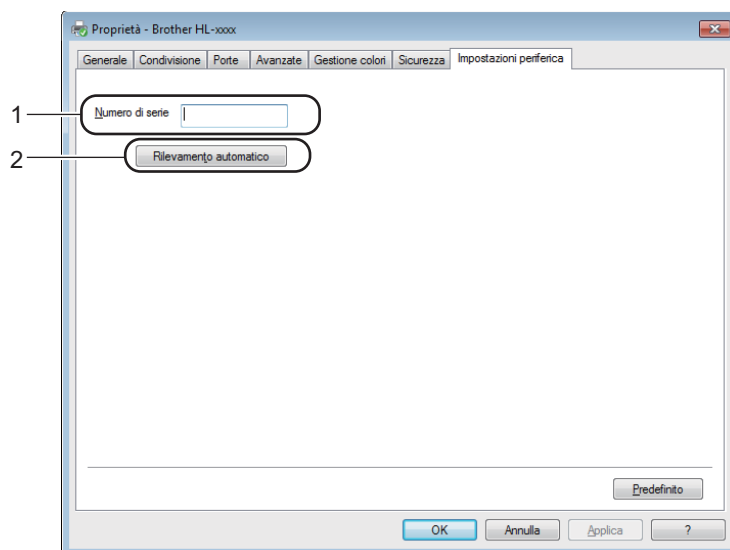 Proprietà - Brother HL-xxxx
Generale Condivisione Porte Avanzate Gestione colori Sicurezza Impostazioni periferica
1 Numero di serie
2 Rilevamento automatico
Predefinito
OK Annulla Applica ?